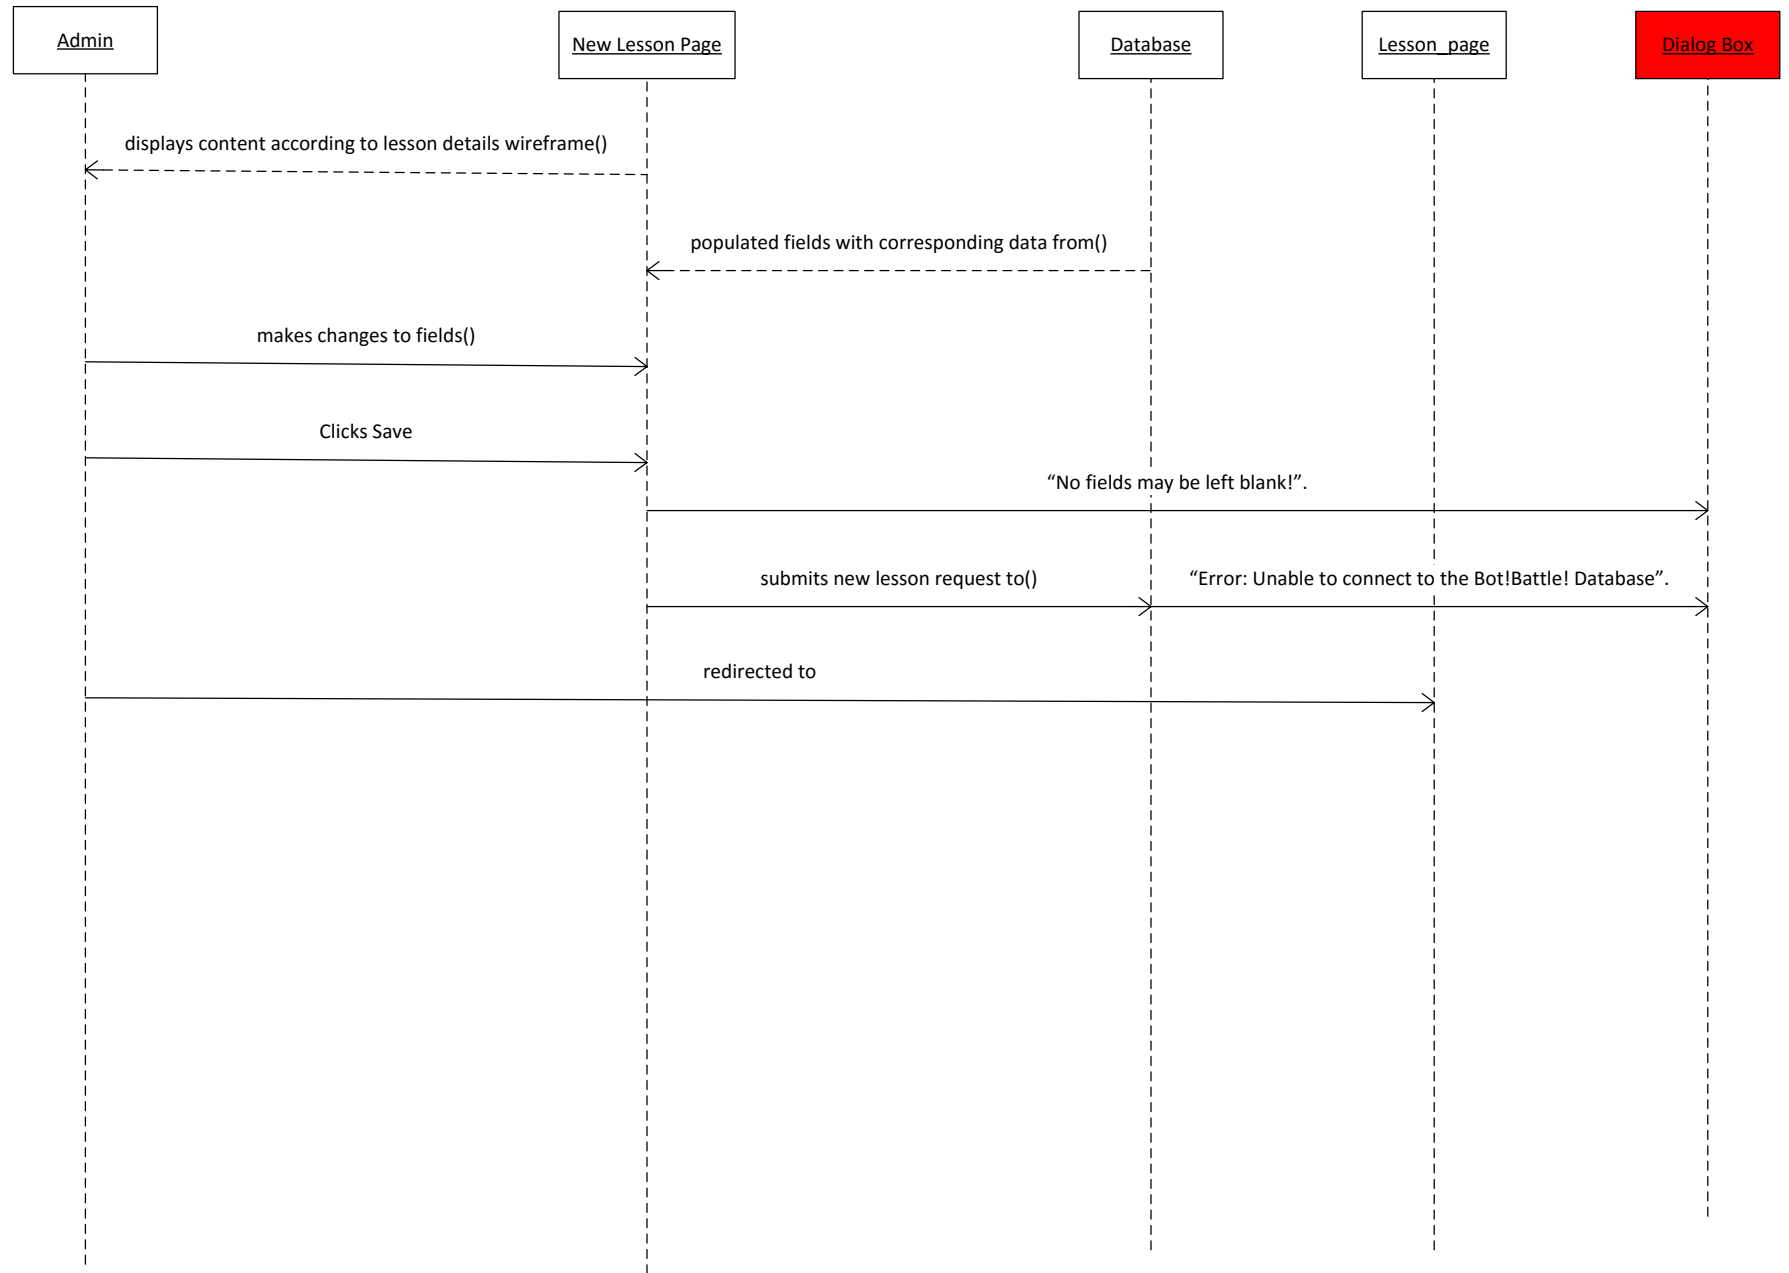 Admin
New Lesson Page
Database
Lesson_page
Dialog Box
displays content according to lesson details wireframe()
populated fields with corresponding data from()
makes changes to fields()
Clicks Save
“No fields may be left blank!”.
submits new lesson request to()
“Error: Unable to connect to the Bot!Battle! Database”.
redirected to